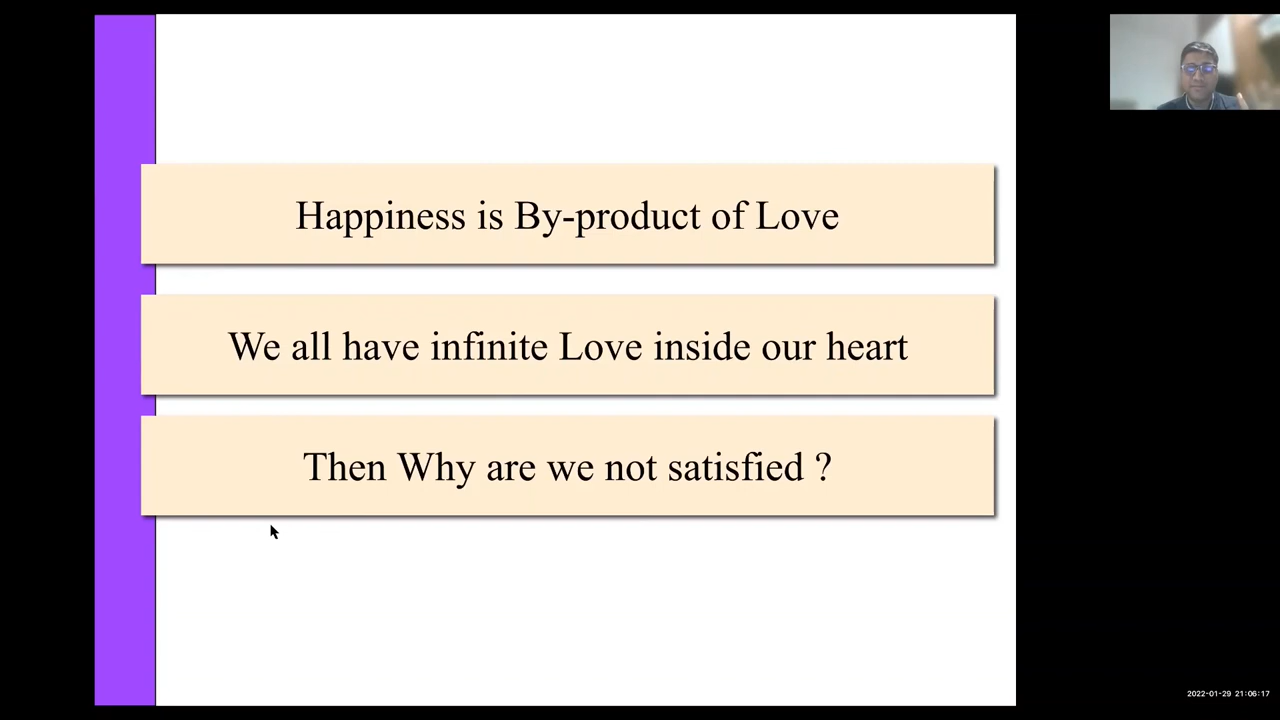 Happiness is By-product of Love
We all have infinite Love inside our heart
Then Why are we not satisfied ?
2022-01-29 21:06:17